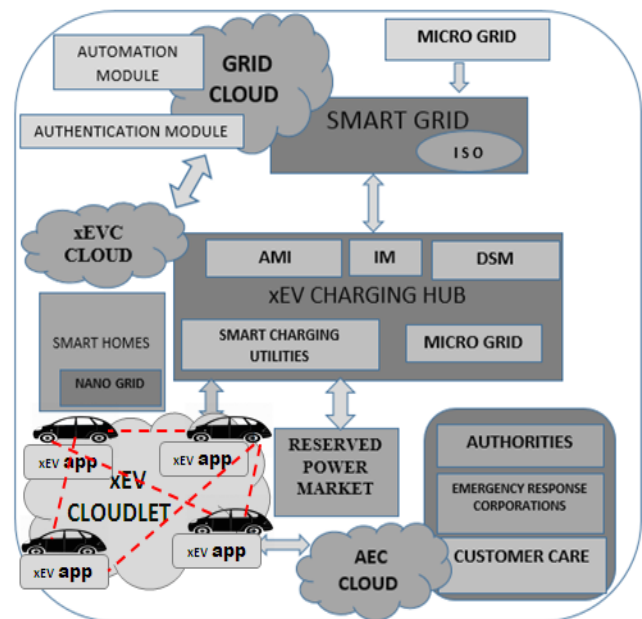 AUTOMATION
MODULE
GRID
CLOUD
MICRO GRID
AUTHENTICATION MODULE
SMART GRID
I S O
xEVC
CLOUD
AMI
IM
DSM
xEV CHARGING HUB
SMART CHARGING
UTILITIES
MICRO GRID
SMART HOMES
NANO GRID
xEV app
xEV app
xEV
CLOUDLET
xEV app
xEV app
RESERVED
POWER
MARKET
AUTHORITIES
EMERGENCY RESPONSE
CORPORATIONS
CUSTOMER CARE
AEC
CLOUD